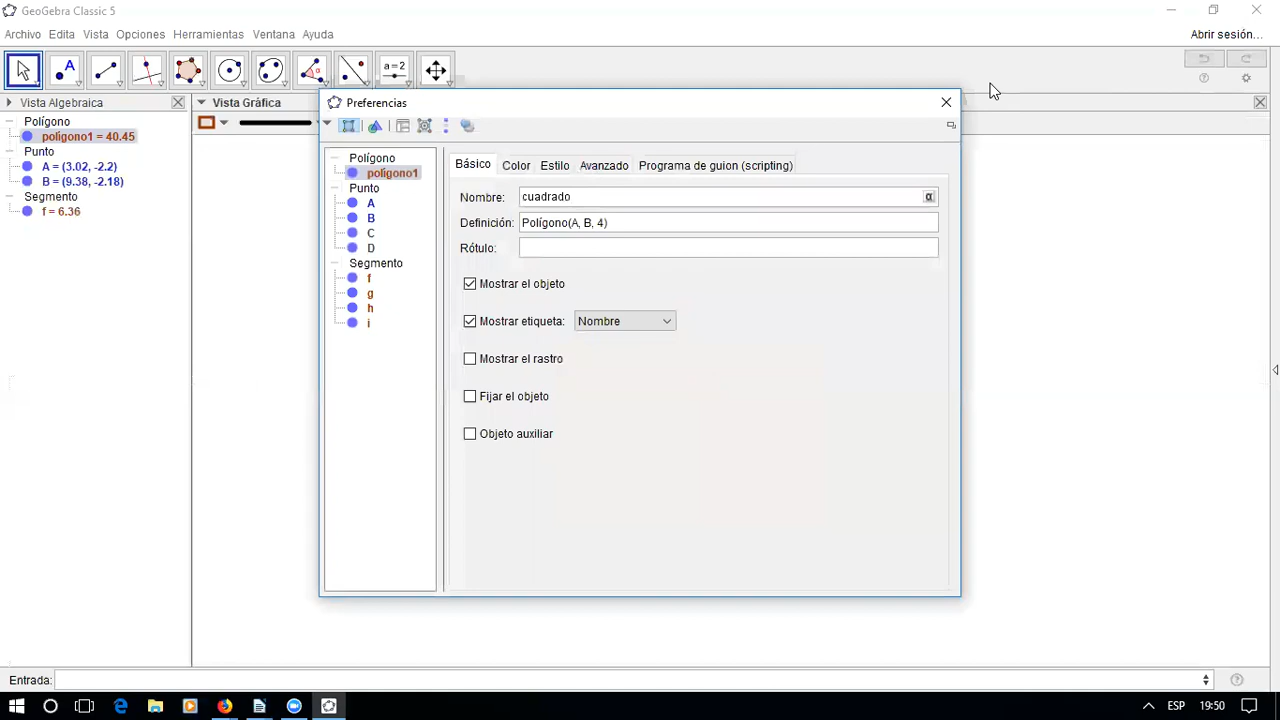 GeoGebra Classic 5
Archivo Edita Vista Opciones Herramientas Ventana Ayuda
Abrir sesión...
A
a=2
Vista Algebraica
Vista Gráfica
Polígono
polígono1 = 40.45
Punto
A = (3.02, -2.2)
B = (9.38, -2.18)
Segmento
f = 6.36
Preferencias
Polígono
polígono1
Punto
A
B
C
D
Segmento
f
g
h
i
Básico Color Estilo Avanzado Programa de guion (scripting)
Nombre: cuadrado α
Definición: Polígono(A, B, 4)
Rótulo:
Mostrar el objeto
Mostrar etiqueta: Nombre
Mostrar el rastro
Fijar el objeto
Objeto auxiliar
Entrada:
ESP 19:50